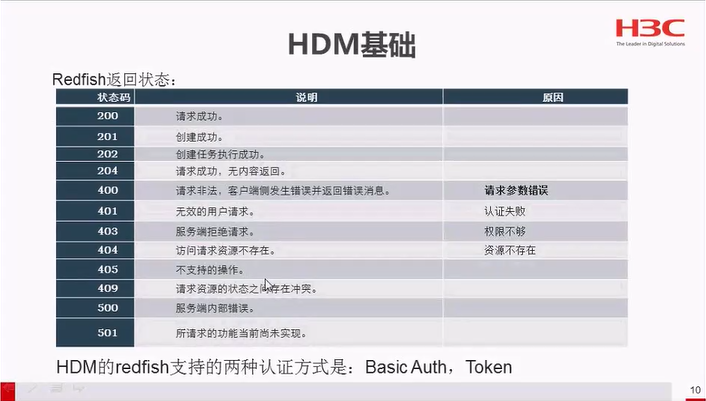 H3C
The Leader in Digital Solutions
HDM基础
Redfish返回状态：
状态码 说明 原因
200 请求成功。
201 创建成功。
202 创建任务执行成功。
204 请求成功，无内容返回。
400 请求非法，客户端侧发生错误并返回错误消息。 请求参数错误
401 无效的用户请求。 认证失败
403 服务端拒绝请求。 权限不够
404 访问请求资源不存在。 资源不存在
405 不支持的操作。
409 请求资源的状态之间存在冲突。
500 服务端内部错误。
501 所请求的功能当前尚未实现。
HDM的redfish支持的两种认证方式是：Basic Auth，Token
10